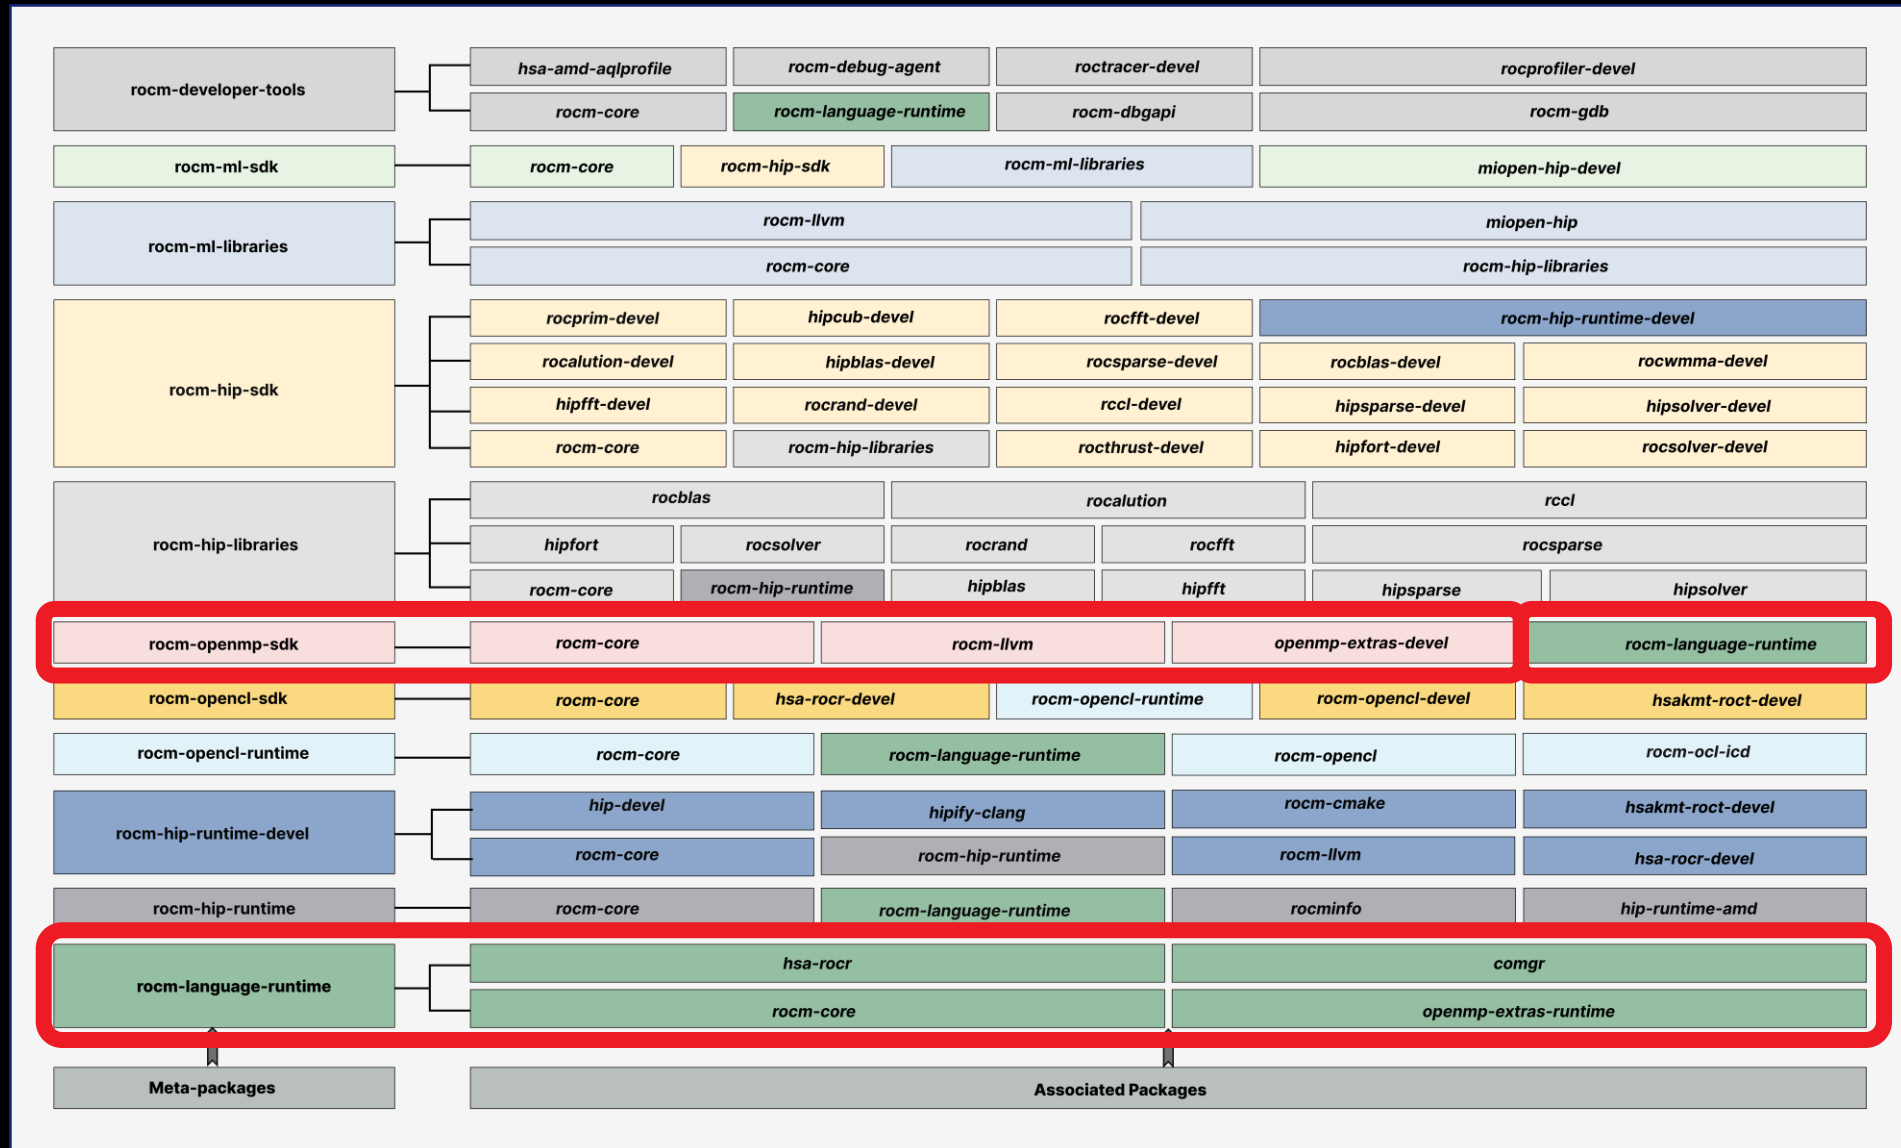 rocm-developer-tools
hsa-amd-aqlprofile rocm-debug-agent roctracer-devel rocprofiler-devel
rocm-core rocm-language-runtime rocm-dbgapi rocm-gdb
rocm-ml-sdk rocm-core rocm-hip-sdk rocm-ml-libraries miopen-hip-devel
rocm-ml-libraries
rocm-llvm miopen-hip
rocm-core rocm-hip-libraries
rocm-hip-sdk
rocprim-devel hipcub-devel rocfft-devel rocm-hip-runtime-devel
rocalution-devel hipblas-devel rocsparse-devel rocblas-devel rocwmma-devel
hipfft-devel rocrand-devel rccl-devel hipsparse-devel hipsolver-devel
rocm-core rocm-hip-libraries rocthrust-devel hipfort-devel rocsolver-devel
rocm-hip-libraries
rocblas rocalution rccl
hipfort rocsolver rocrand rocfft rocsparse
rocm-core rocm-hip-runtime hipblas hipfft hipsparse hipsolver
rocm-openmp-sdk rocm-core rocm-llvm openmp-extras-devel rocm-language-runtime
rocm-opencl-sdk rocm-core hsa-rocr-devel rocm-opencl-runtime rocm-opencl-devel hsakmt-roct-devel
rocm-opencl-runtime rocm-core rocm-language-runtime rocm-opencl rocm-ocl-icd
rocm-hip-runtime-devel
hip-devel hipify-clang rocm-cmake hsakmt-roct-devel
rocm-core rocm-hip-runtime rocm-llvm hsa-rocr-devel
rocm-hip-runtime rocm-core rocm-language-runtime rocminfo hip-runtime-amd
rocm-language-runtime
hsa-rocr comgr
rocm-core openmp-extras-runtime
Meta-packages Associated Packages